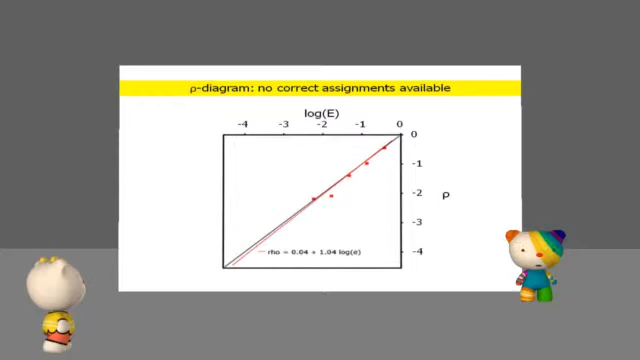 ρ-diagram: no correct assignments available
log(E)
-4 -3 -2 -1 0
0
-1
-2
ρ
-3
-4
rho = 0.04 + 1.04 log(e)